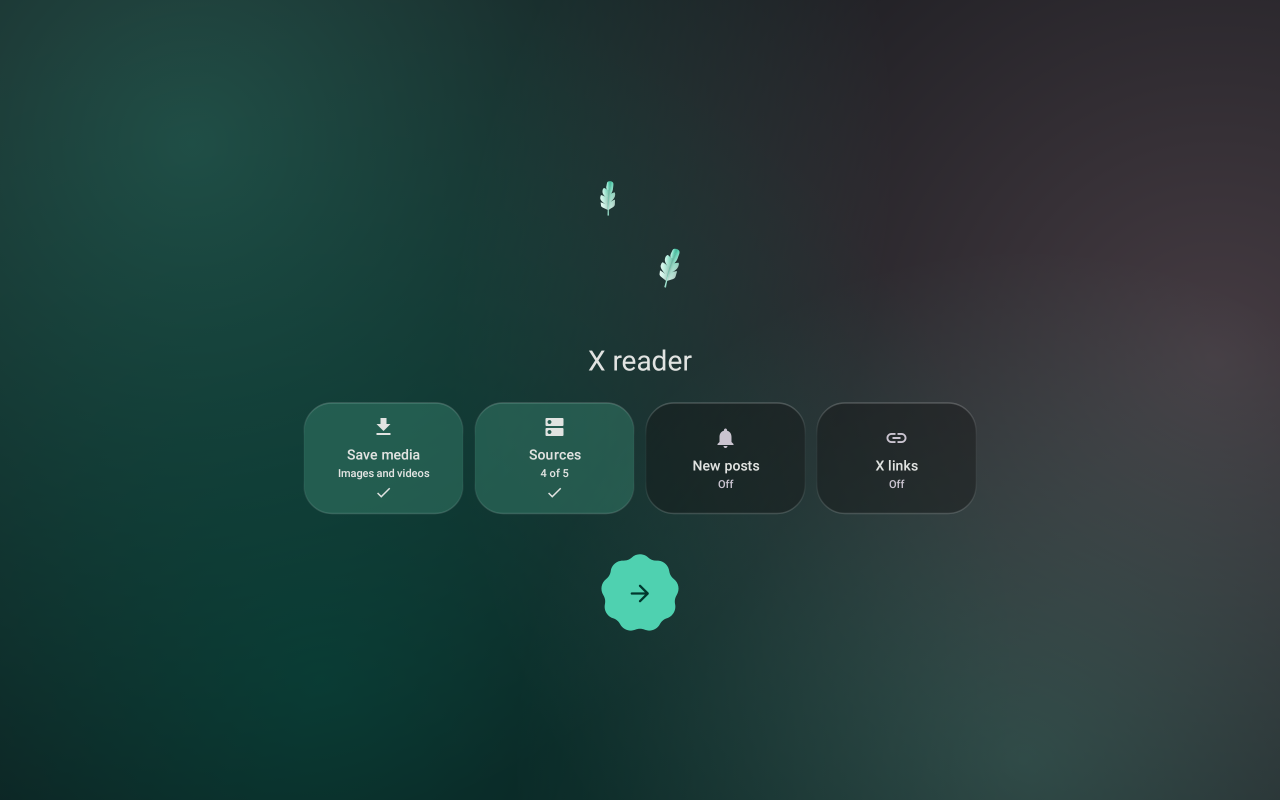 X reader
Save media
Images and videos
Sources
4 of 5
New posts
Off
X links
Off